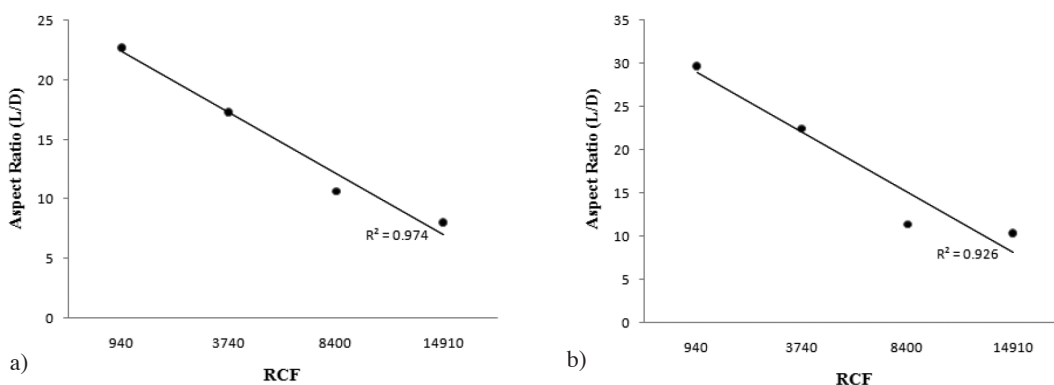 25
20
15
10
5
0
Aspect Ratio (L/D)
R² = 0.974
940 3740 8400 14910
RCF
a)
35
30
25
20
15
10
5
0
Aspect Ratio (L/D)
R² = 0.926
940 3740 8400 14910
RCF
b)